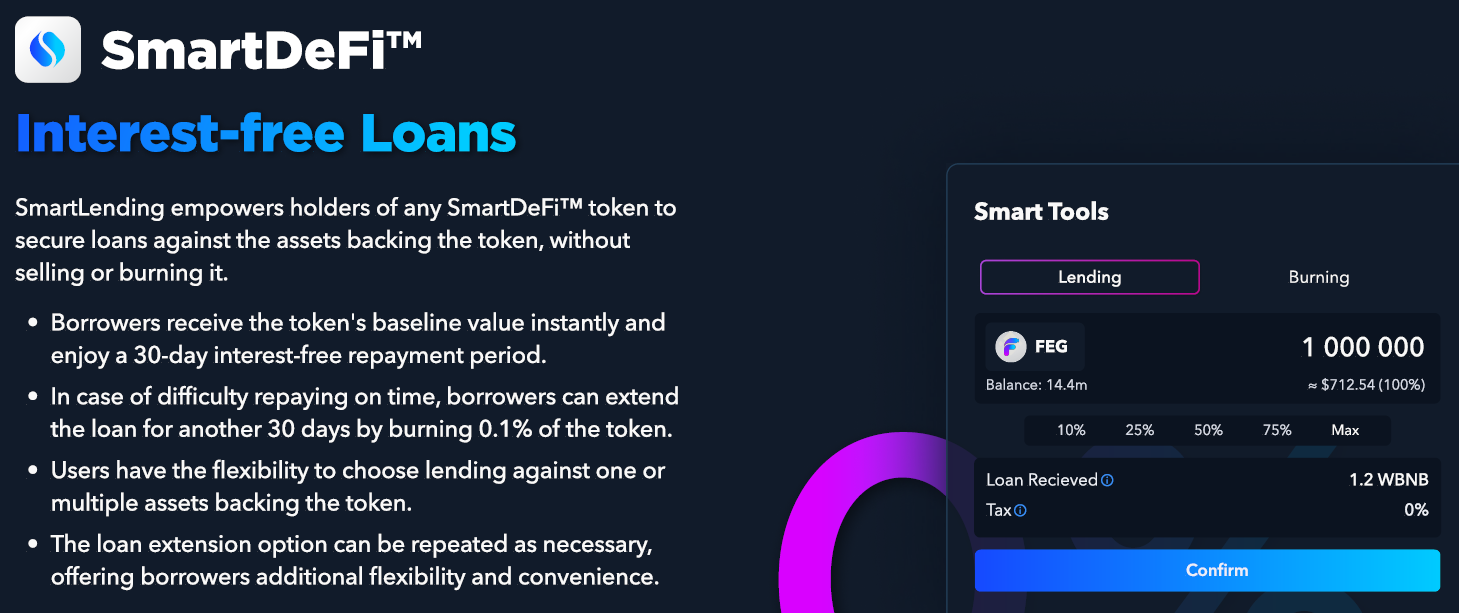 SmartDeFi™
Interest-free Loans
SmartLending empowers holders of any SmartDeFi™ token to
secure loans against the assets backing the token, without
selling or burning it.
• Borrowers receive the token's baseline value instantly and
enjoy a 30-day interest-free repayment period.
• In case of difficulty repaying on time, borrowers can extend
the loan for another 30 days by burning 0.1% of the token.
• Users have the flexibility to choose lending against one or
multiple assets backing the token.
• The loan extension option can be repeated as necessary,
offering borrowers additional flexibility and convenience.
Smart Tools
Lending Burning
FEG 1 000 000
Balance: 14.4m ≈ $712.54 (100%)
10% 25% 50% 75% Max
Loan Recieved 1.2 WBNB
Tax 0%
Confirm